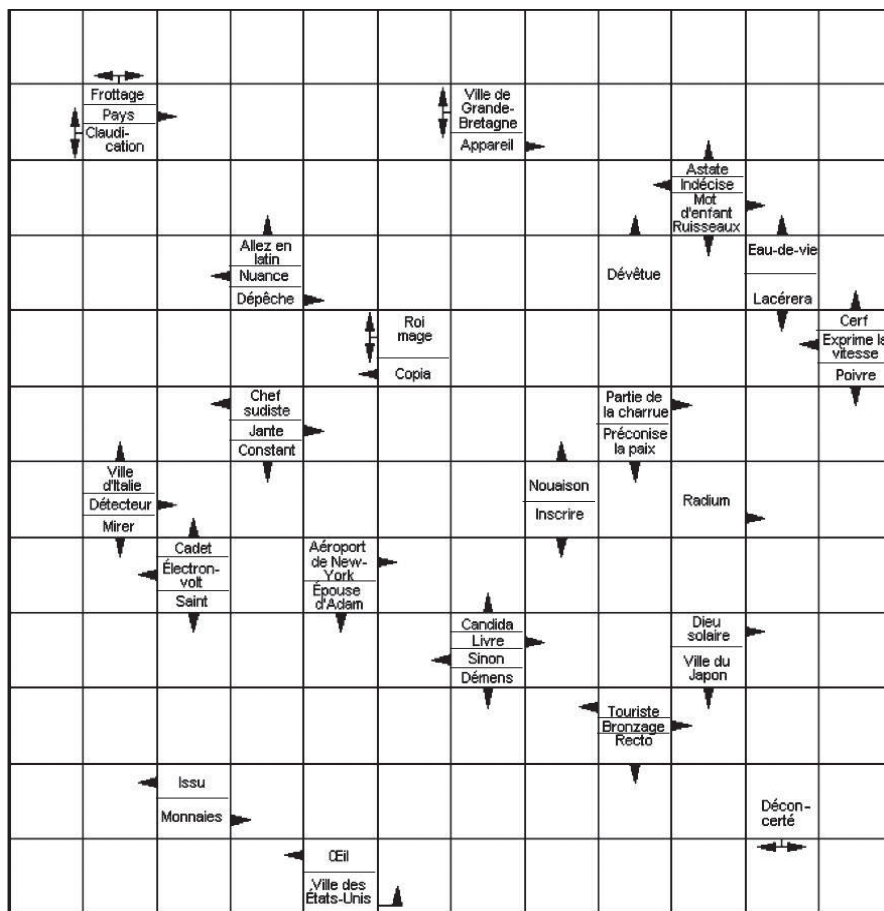 Frottage
Pays
Claudi-
cation
Ville de
Grande-
Bretagne
Appareil
Astate
Indécise
Mot
d'enfant
Ruisseaux
Allez en
latin
Nuance
Dépêche
Dévêtue
Eau-de-vie
Lacérera
Roi
mage
Copia
Cerf
Exprime la
vitesse
Poivre
Chef
sudiste
Jante
Constant
Partie de
la charrue
Préconise
la paix
Ville
d'Italie
Détecteur
Mirer
Nouaison
Inscrire
Radium
Cadet
Électron-
volt
Saint
Aéroport
de New-
York
Épouse
d'Adam
Candida
Livre
Sinon
Démens
Dieu
solaire
Ville du
Japon
Touriste
Bronzage
Recto
Issu
Monnaies
Décon-
certé
Œil
Ville des
États-Unis